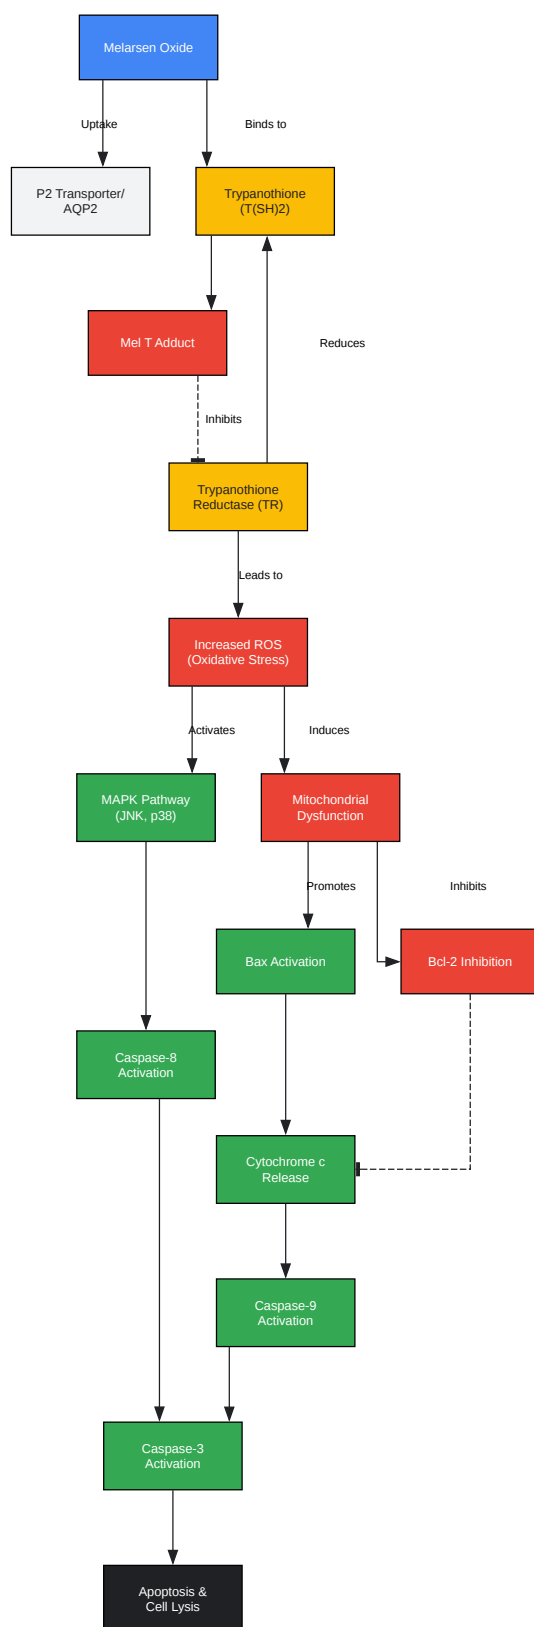 Melarsen Oxide
Uptake
Binds to
P2 Transporter/
AQP2
Trypanothione
(T(SH)2)
Mel T Adduct
Reduces
Inhibits
Trypanothione
Reductase (TR)
Leads to
Increased ROS
(Oxidative Stress)
Activates
Induces
MAPK Pathway
(JNK, p38)
Mitochondrial
Dysfunction
Promotes
Inhibits
Bax Activation
Bcl-2 Inhibition
Caspase-8
Activation
Cytochrome c
Release
Caspase-9
Activation
Caspase-3
Activation
Apoptosis &
Cell Lysis